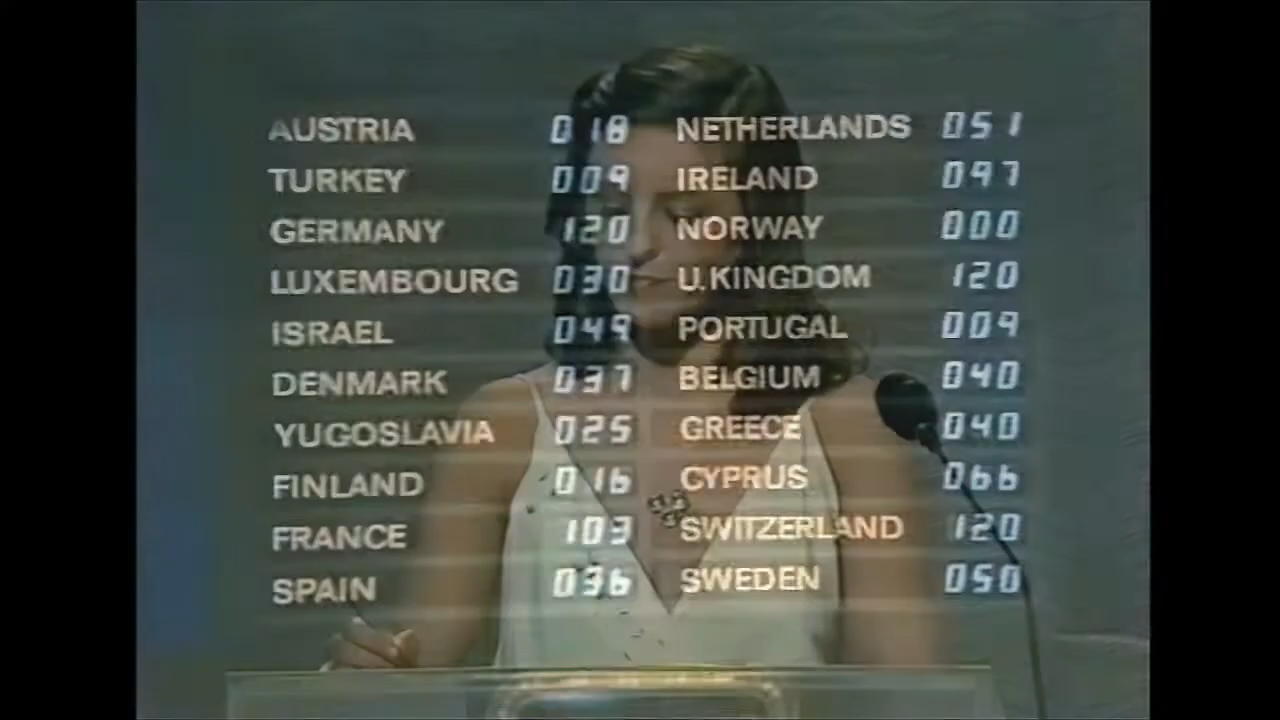 AUSTRIA 018 NETHERLANDS 051
TURKEY 009 IRELAND 097
GERMANY 120 NORWAY 000
LUXEMBOURG 030 U.KINGDOM 120
ISRAEL 049 PORTUGAL 009
DENMARK 037 BELGIUM 040
YUGOSLAVIA 025 GREECE 040
FINLAND 016 CYPRUS 066
FRANCE 103 SWITZERLAND 120
SPAIN 036 SWEDEN 050